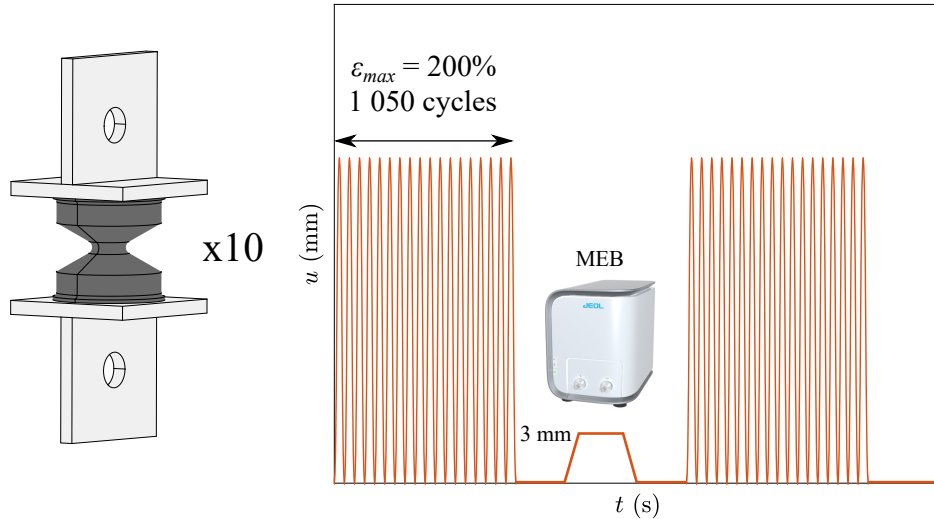 x10
ε_max = 200%
1 050 cycles
u (mm)
MEB
JEOL
3 mm
t (s)